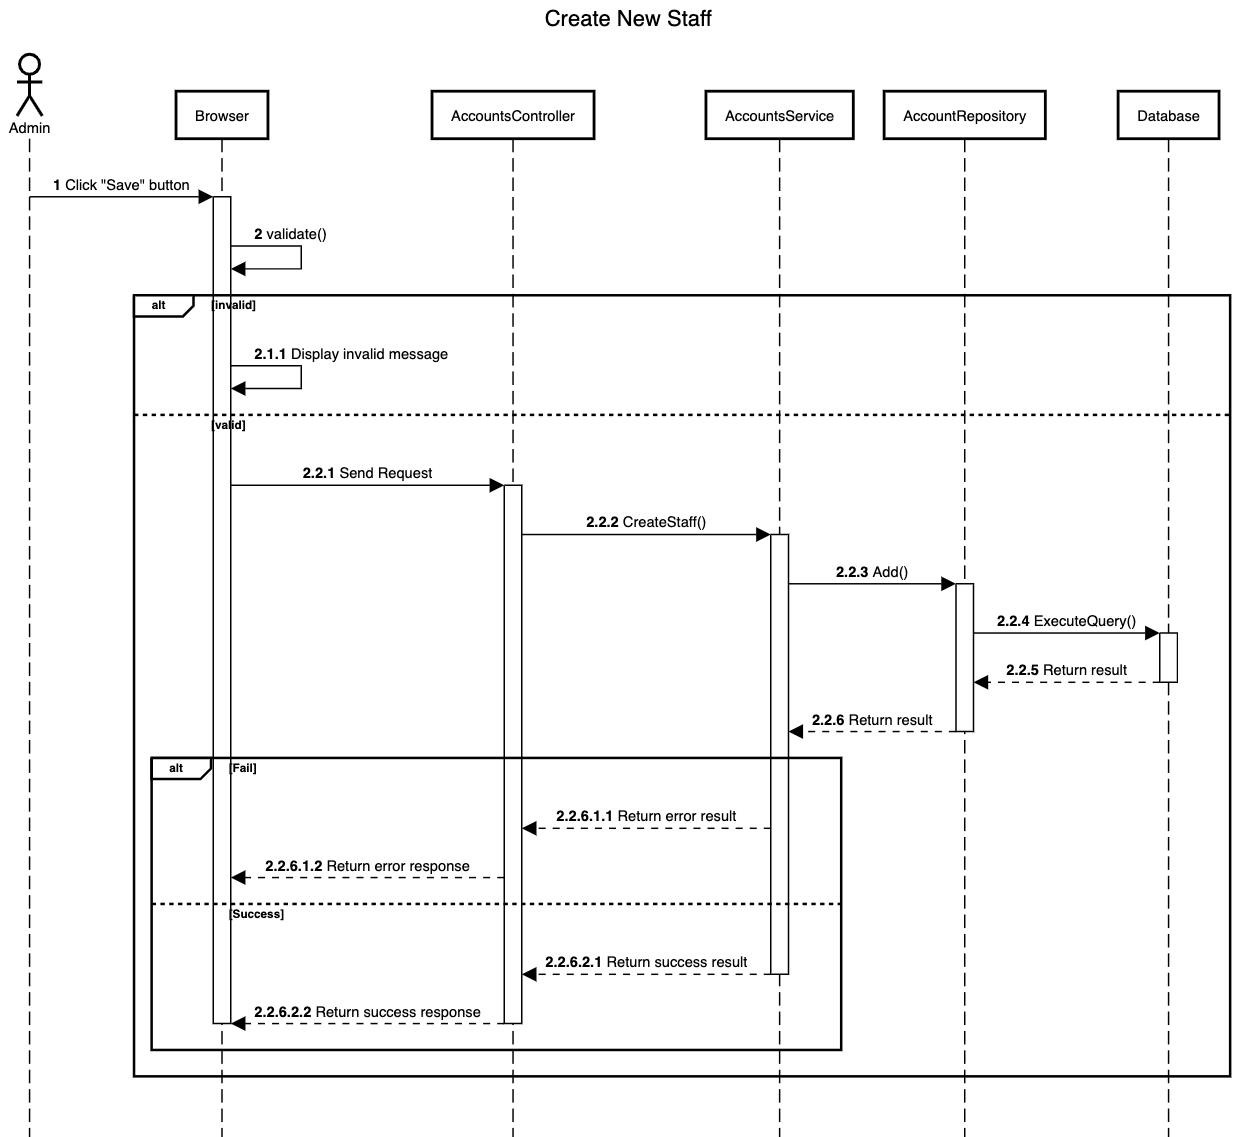 Create New Staff
Admin
Browser
AccountsController
AccountsService
AccountRepository
Database
1 Click "Save" button
2 validate()
alt
[invalid]
2.1.1 Display invalid message
[valid]
2.2.1 Send Request
2.2.2 CreateStaff()
2.2.3 Add()
2.2.4 ExecuteQuery()
2.2.5 Return result
2.2.6 Return result
alt
[Fail]
2.2.6.1.1 Return error result
2.2.6.1.2 Return error response
[Success]
2.2.6.2.1 Return success result
2.2.6.2.2 Return success response